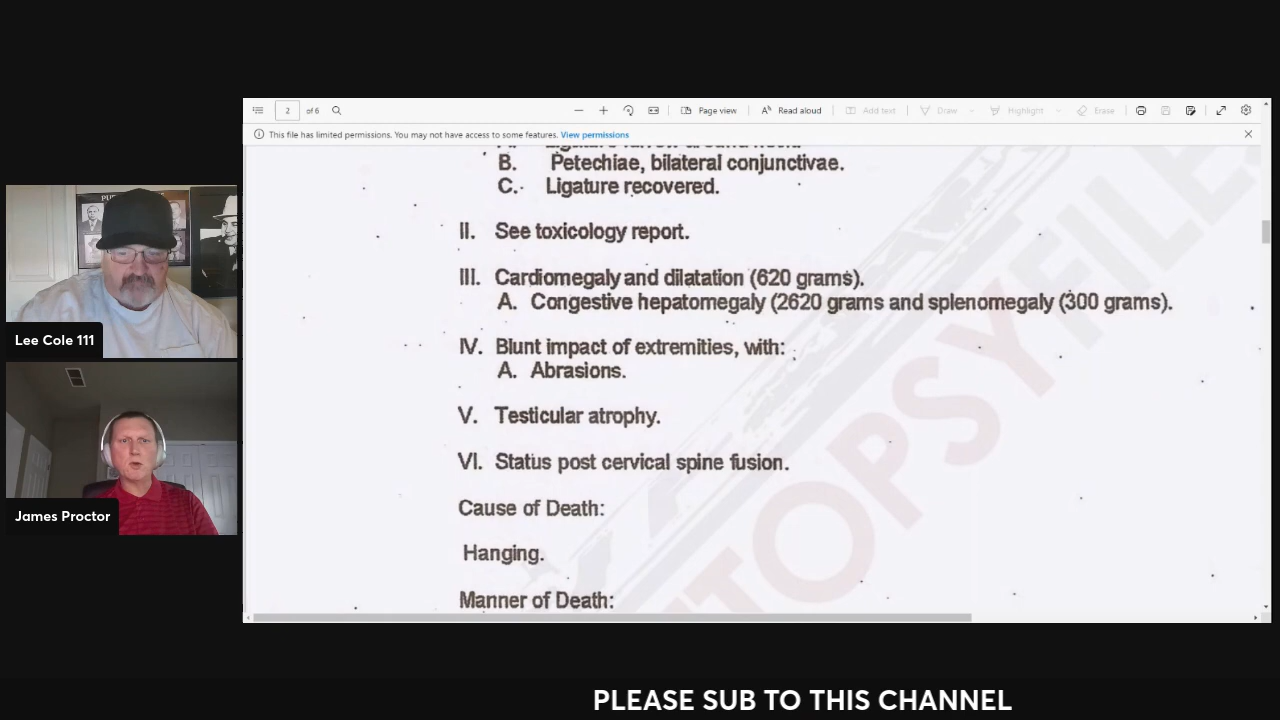 2 of 6 Page view Read aloud Add text Draw Highlight Erase
This file has limited permissions. You may not have access to some features. View permissions
B. Petechiae, bilateral conjunctivae.
C. Ligature recovered.
II. See toxicology report.
III. Cardiomegaly and dilatation (620 grams).
A. Congestive hepatomegaly (2620 grams and splenomegaly (300 grams).
IV. Blunt impact of extremities, with:
A. Abrasions.
V. Testicular atrophy.
VI. Status post cervical spine fusion.
Cause of Death:
Hanging.
Manner of Death:
TOPSYFILE
Lee Cole 111
James Proctor
PLEASE SUB TO THIS CHANNEL